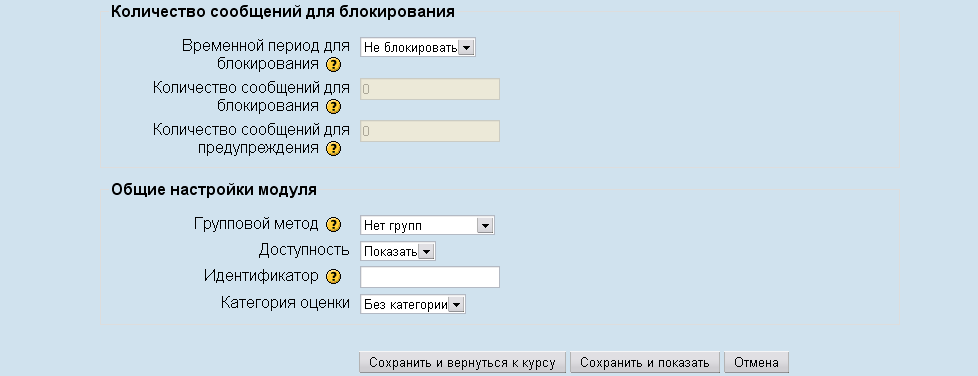 Количество сообщений для блокирования
Временной период для Не блокировать
блокирования ?
Количество сообщений для 0
блокирования ?
Количество сообщений для 0
предупреждения ?
Общие настройки модуля
Групповой метод ? Нет групп
Доступность Показать
Идентификатор ?
Категория оценки Без категории
Сохранить и вернуться к курсу Сохранить и показать Отмена